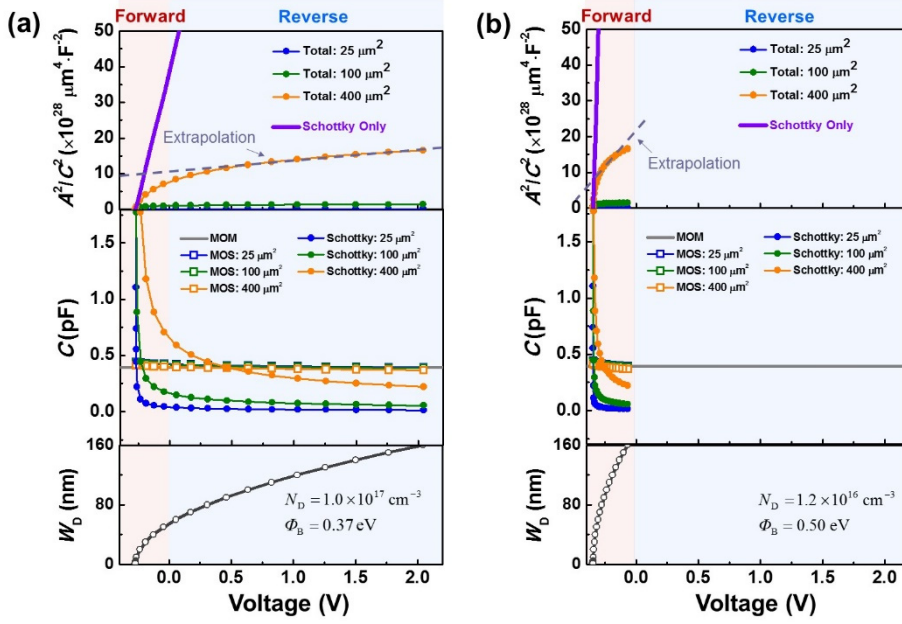 Forward
Reverse
(a)
50
40
30
20
10
0
A²/C² (×10²⁸ μm⁴·F⁻²)
Total: 25 μm²
Total: 100 μm²
Total: 400 μm²
Schottky Only
Extrapolation
1.5
1.0
0.5
0.0
C (pF)
MOM
MOS: 25 μm²
MOS: 100 μm²
MOS: 400 μm²
Schottky: 25 μm²
Schottky: 100 μm²
Schottky: 400 μm²
160
80
0
W_D (nm)
N_D = 1.0 × 10¹⁷ cm⁻³
Φ_B = 0.37 eV
0.0 0.5 1.0 1.5 2.0
Voltage (V)
Forward
Reverse
(b)
50
40
30
20
10
0
A²/C² (×10²⁸ μm⁴·F⁻²)
Total: 25 μm²
Total: 100 μm²
Total: 400 μm²
Schottky Only
Extrapolation
1.5
1.0
0.5
0.0
C (pF)
MOM
MOS: 25 μm²
MOS: 100 μm²
MOS: 400 μm²
Schottky: 25 μm²
Schottky: 100 μm²
Schottky: 400 μm²
160
80
0
W_D (nm)
N_D = 1.2 × 10¹⁶ cm⁻³
Φ_B = 0.50 eV
0.0 0.5 1.0 1.5 2.0
Voltage (V)